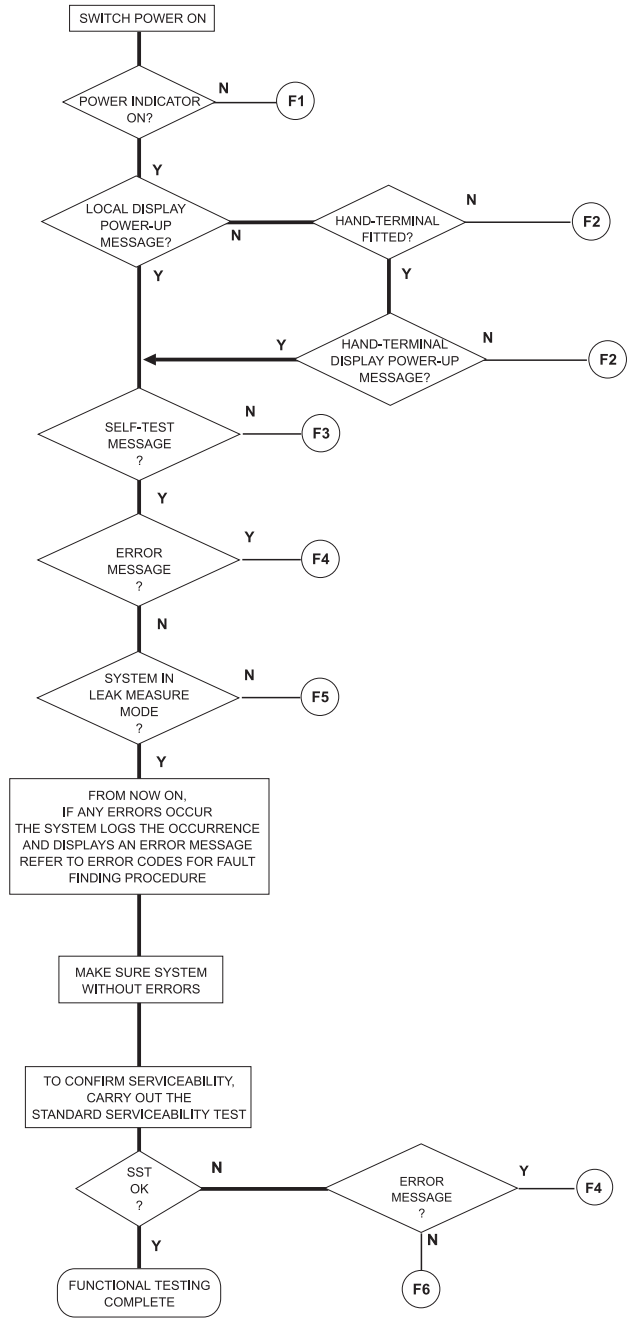 SWITCH POWER ON
POWER INDICATOR
ON?
N
F1
Y
LOCAL DISPLAY
POWER-UP
MESSAGE?
N
HAND-TERMINAL
FITTED?
N
F2
Y
Y
HAND-TERMINAL
DISPLAY POWER-UP
MESSAGE?
N
F2
Y
SELF-TEST
MESSAGE
?
N
F3
Y
ERROR
MESSAGE
?
Y
F4
N
SYSTEM IN
LEAK MEASURE
MODE
?
N
F5
Y
FROM NOW ON,
IF ANY ERRORS OCCUR
THE SYSTEM LOGS THE OCCURRENCE
AND DISPLAYS AN ERROR MESSAGE
REFER TO ERROR CODES FOR FAULT
FINDING PROCEDURE
MAKE SURE SYSTEM
WITHOUT ERRORS
TO CONFIRM SERVICEABILITY,
CARRY OUT THE
STANDARD SERVICEABILITY TEST
SST
OK
?
N
ERROR
MESSAGE
?
Y
F4
N
F6
Y
FUNCTIONAL TESTING
COMPLETE